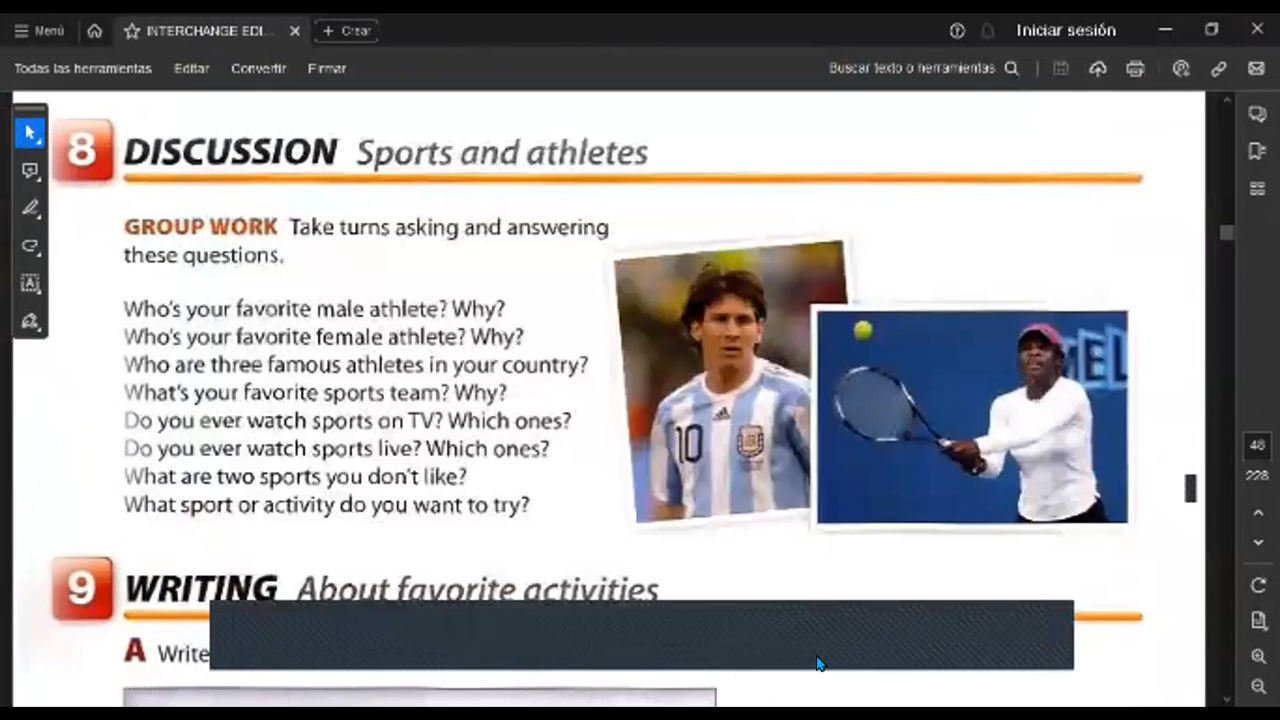 Menú
INTERCHANGE EDI...
Crear
Iniciar sesión
Todas las herramientas
Editar
Convertir
Firmar
Buscar texto o herramientas
8
DISCUSSION Sports and athletes
GROUP WORK Take turns asking and answering
these questions.
Who's your favorite male athlete? Why?
Who's your favorite female athlete? Why?
Who are three famous athletes in your country?
What's your favorite sports team? Why?
Do you ever watch sports on TV? Which ones?
Do you ever watch sports live? Which ones?
What are two sports you don't like?
What sport or activity do you want to try?
10
MEL
46
228
9
WRITING About favorite activities
A Write